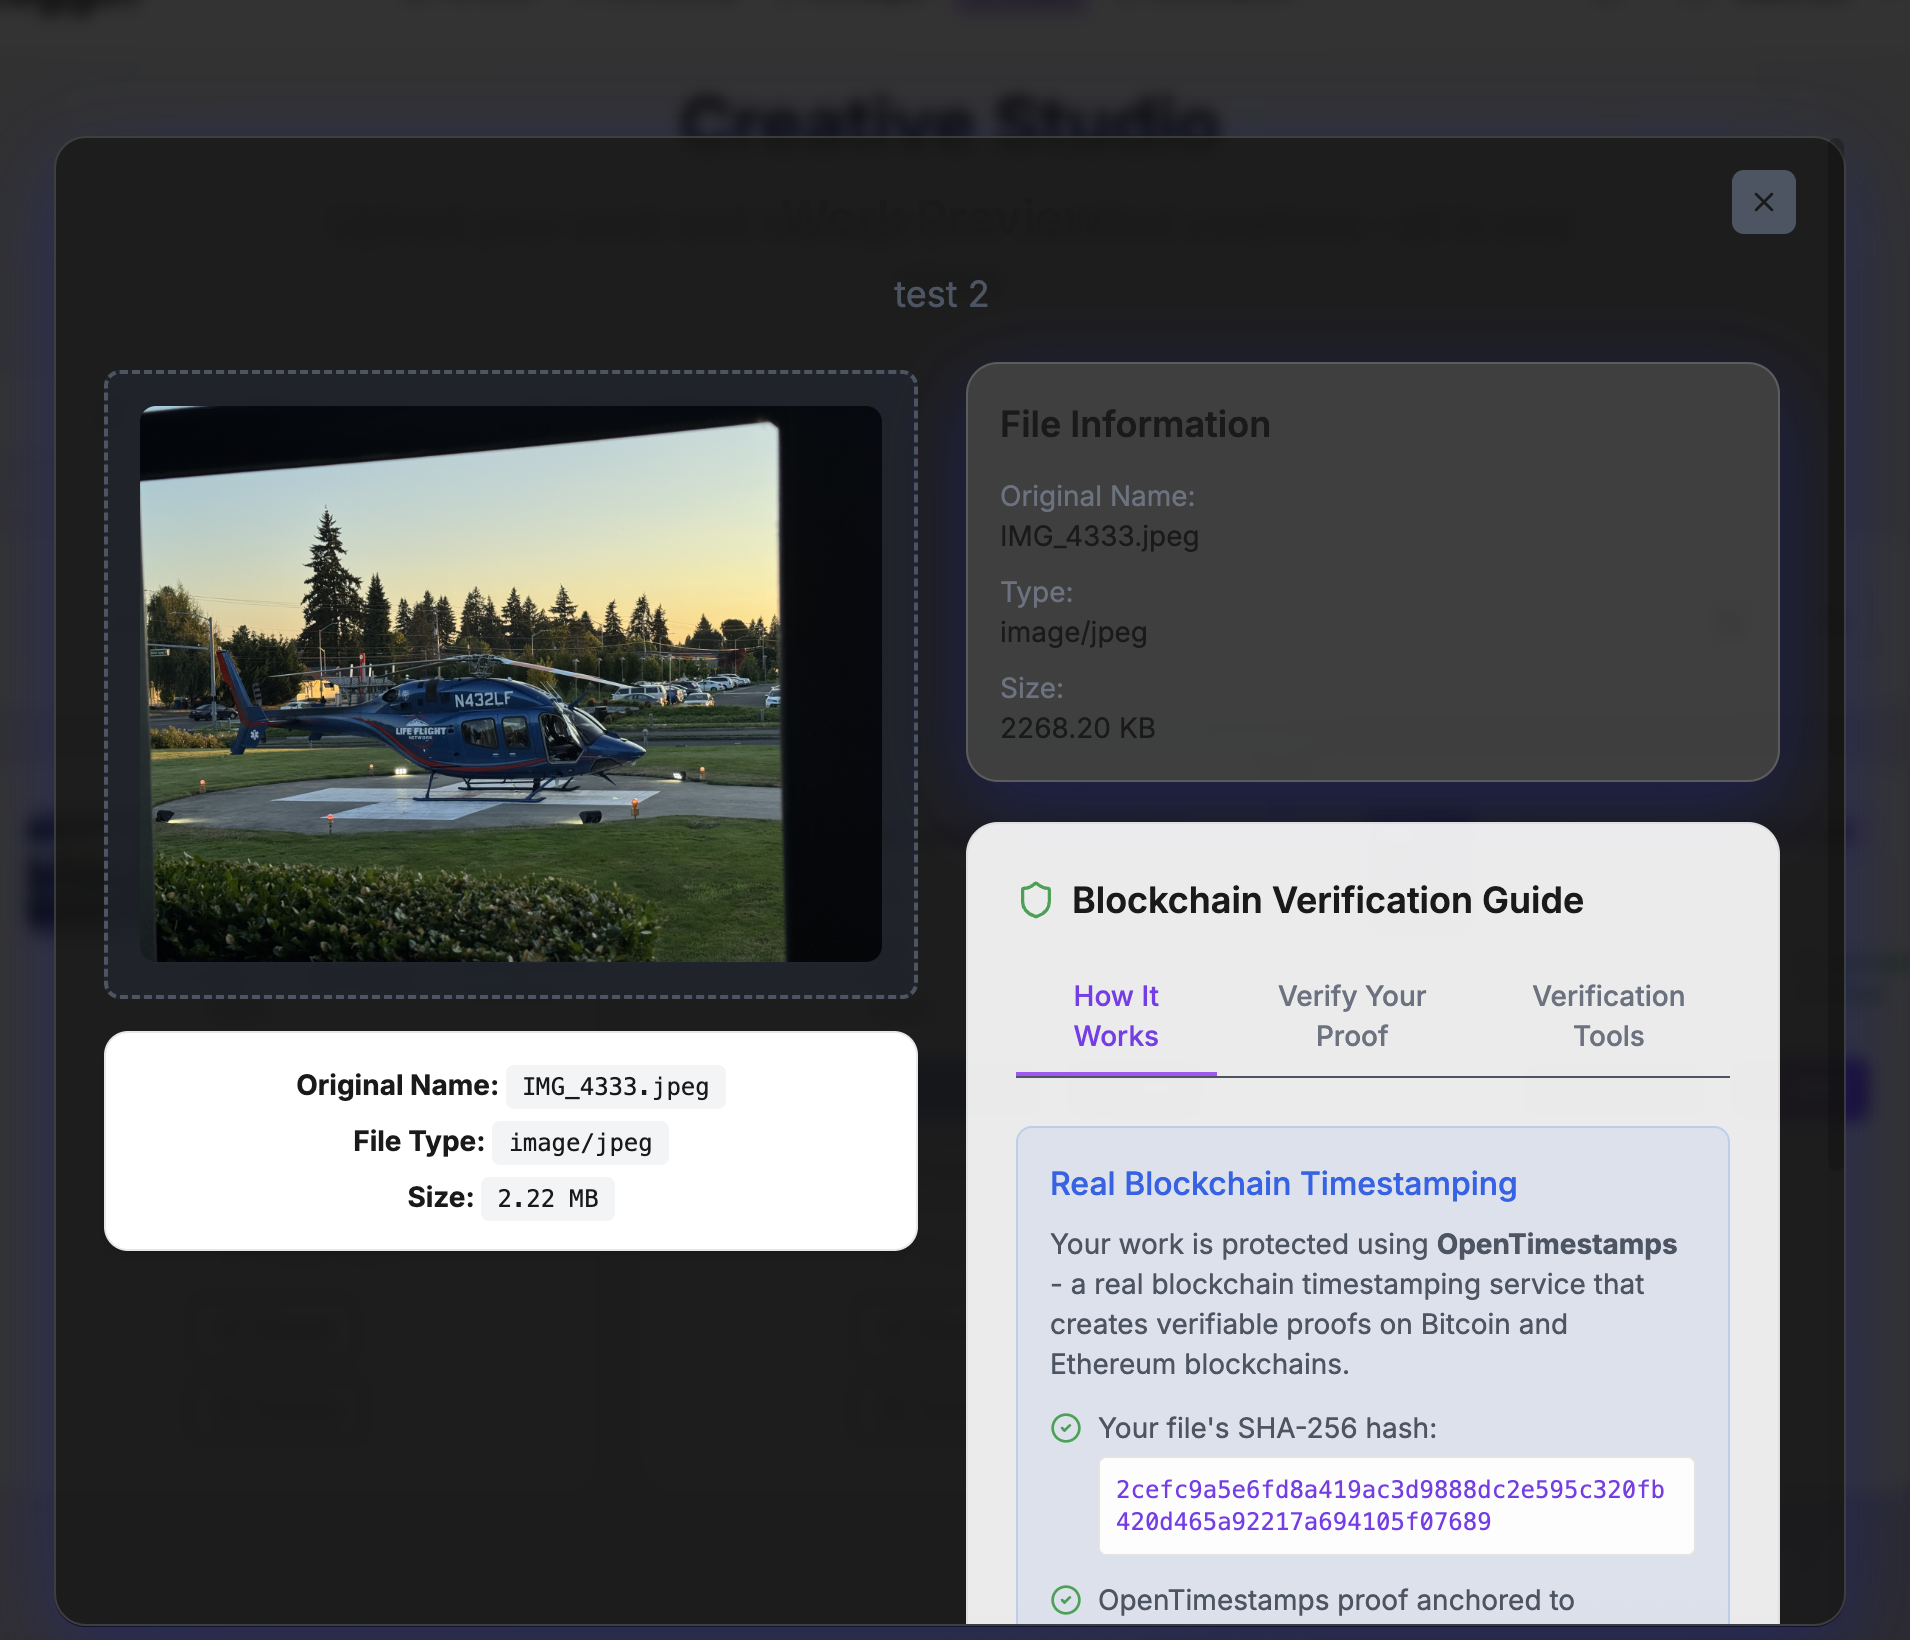 Creative Studio
Work Preview
test 2
N432LF
LIFE FLIGHT
NETWORK
Original Name: IMG_4333.jpeg
File Type: image/jpeg
Size: 2.22 MB
File Information
Original Name:
IMG_4333.jpeg
Type:
image/jpeg
Size:
2268.20 KB
Blockchain Verification Guide
How It
Works
Verify Your
Proof
Verification
Tools
Real Blockchain Timestamping
Your work is protected using OpenTimestamps
- a real blockchain timestamping service that
creates verifiable proofs on Bitcoin and
Ethereum blockchains.
Your file's SHA-256 hash:
2cefc9a5e6fd8a419ac3d9888dc2e595c320fb
420d465a92217a694105f07689
OpenTimestamps proof anchored to